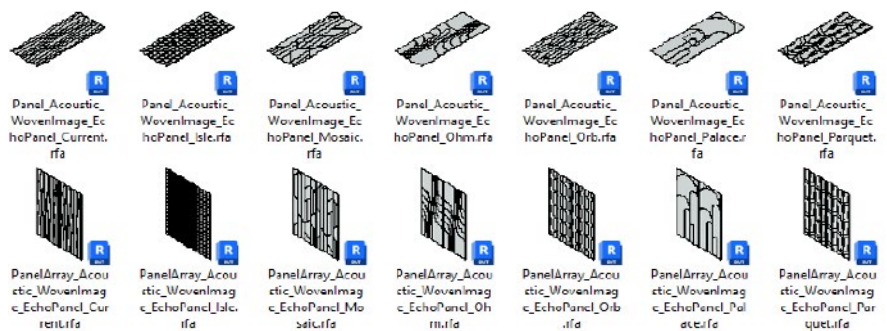 Panel_Acoustic_
WovenImage_Ec
hoPanel_Current.
rfa
Panel_Acoustic_
WovenImage_Ec
hoPanel_Isle.rfa
Panel_Acoustic_
WovenImage_Ec
hoPanel_Mosaic.
rfa
Panel_Acoustic_
WovenImage_Ec
hoPanel_Ohm.rfa
Panel_Acoustic_
WovenImage_Ec
hoPanel_Orb.rfa
Panel_Acoustic_
WovenImage_Ec
hoPanel_Palace.r
fa
Panel_Acoustic_
WovenImage_Ec
hoPanel_Parquet.
rfa
PanelArray_Acou
stic_WovenImag
e_EchoPanel_Cur
rent.rfa
PanelArray_Acou
stic_WovenImag
e_EchoPanel_Isle.
rfa
PanelArray_Acou
stic_WovenImag
e_EchoPanel_Mo
saic.rfa
PanelArray_Acou
stic_WovenImag
e_EchoPanel_Oh
m.rfa
PanelArray_Acou
stic_WovenImag
e_EchoPanel_Orb
.rfa
PanelArray_Acou
stic_WovenImag
e_EchoPanel_Pal
ace.rfa
PanelArray_Acou
stic_WovenImag
e_EchoPanel_Par
quet.rfa